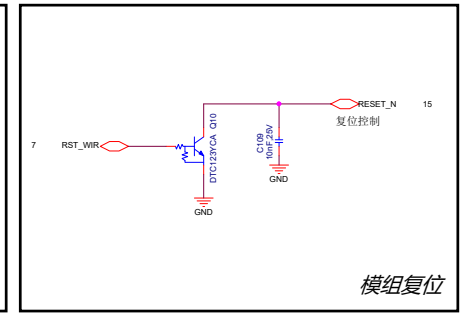 RESET_N 15
复位控制
7 RST_WIR
DTC123YCA Q10
C109
10nF,25V
GND
GND
模组复位